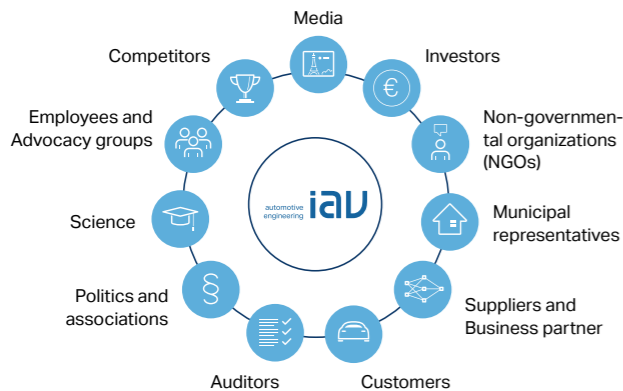 Media
Competitors
Investors
Employees and
Advocacy groups
Non-governmen-
tal organizations
(NGOs)
€
automotive
engineering
iav
Science
Municipal
representatives
§
Politics and
associations
Suppliers and
Business partner
Auditors
Customers